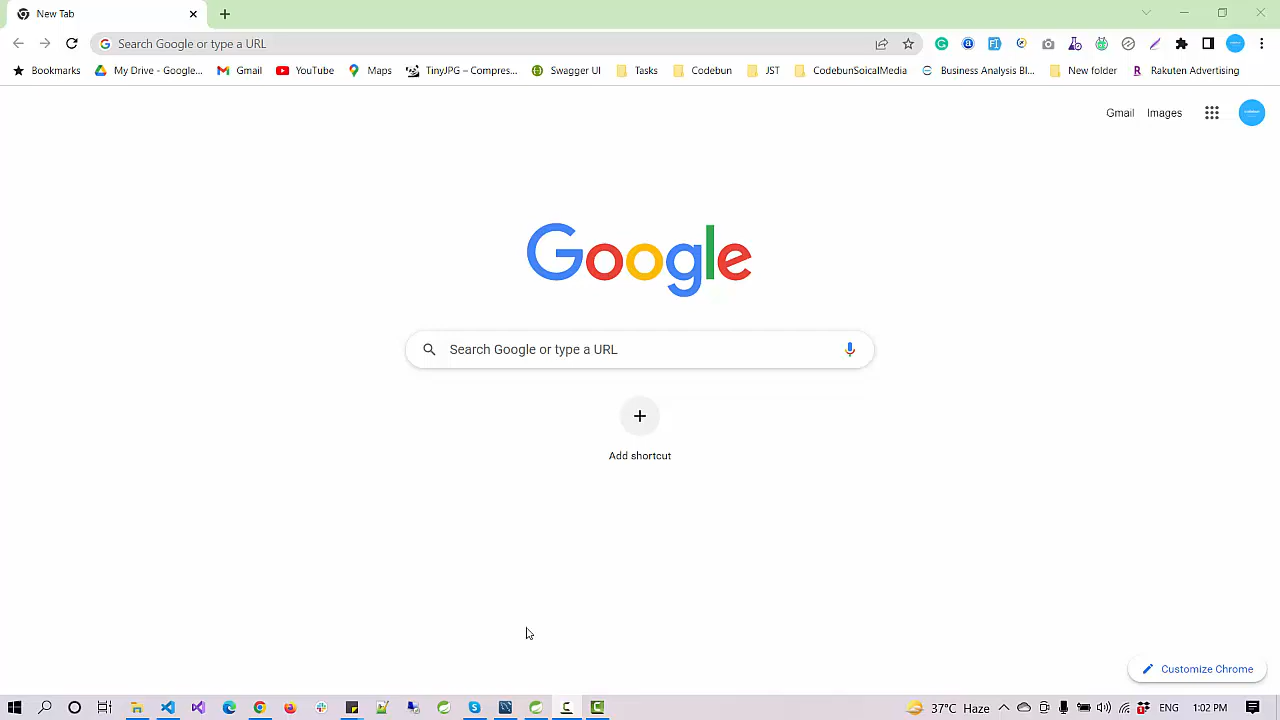 New Tab
Search Google or type a URL
Bookmarks My Drive - Google... Gmail YouTube Maps TinyJPG – Compres... Swagger UI Tasks Codebun JST CodebunSoicalMedia Business Analysis Bl... New folder Rakuten Advertising
Gmail Images
Google
Search Google or type a URL
Add shortcut
Customize Chrome
37°C Haze ENG 1:02 PM